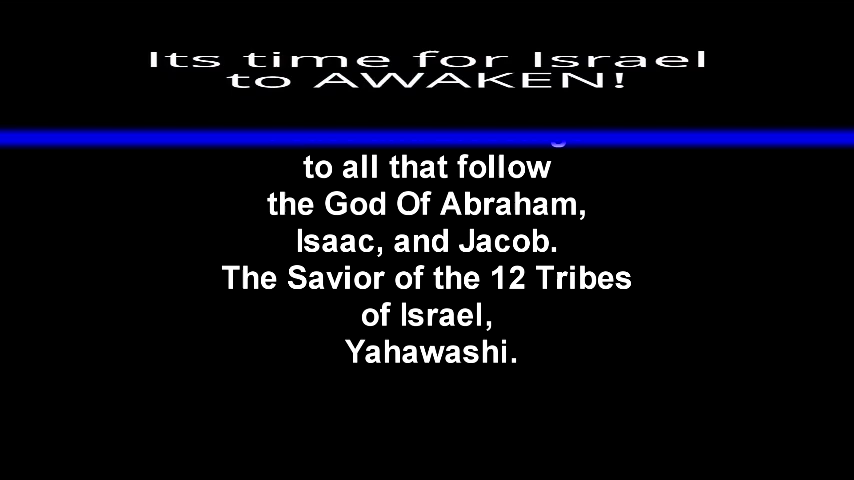 Its time for Israel
to AWAKEN!
to all that follow
the God Of Abraham,
Isaac, and Jacob.
The Savior of the 12 Tribes
of Israel,
Yahawashi.